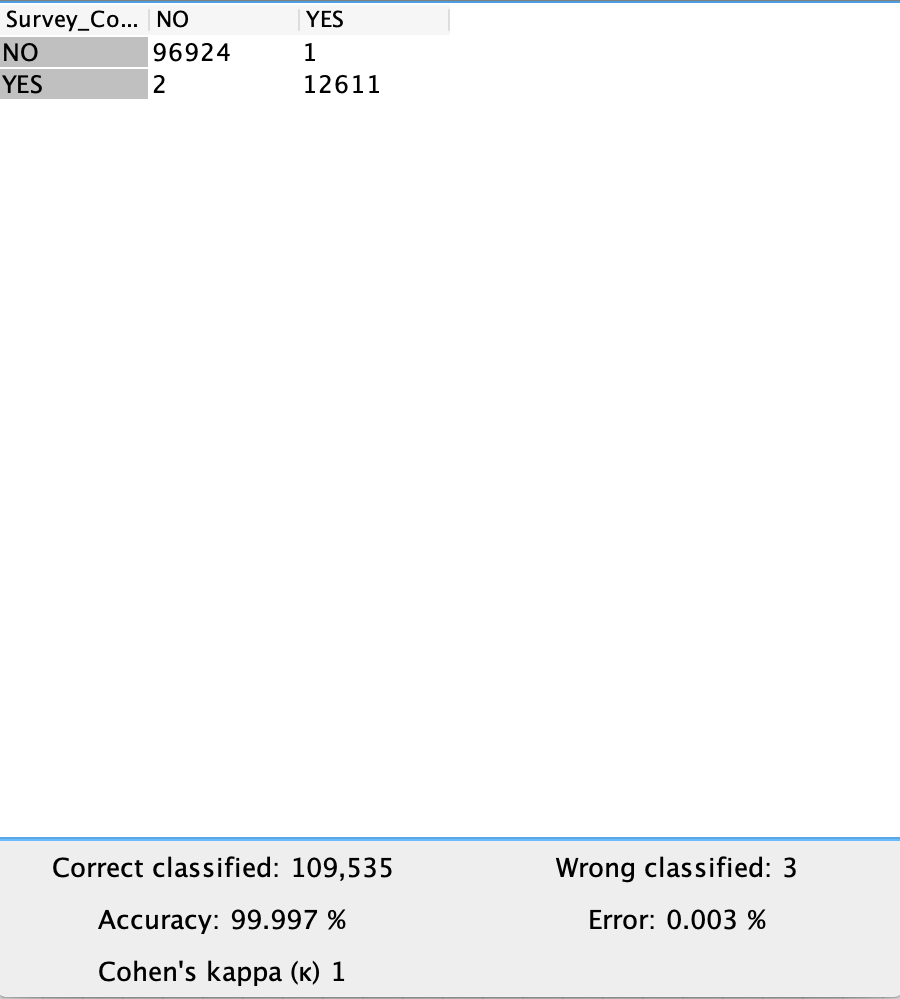 Survey_Co... NO YES
NO 96924 1
YES 2 12611
Correct classified: 109,535 Wrong classified: 3
Accuracy: 99.997 % Error: 0.003 %
Cohen's kappa (κ) 1